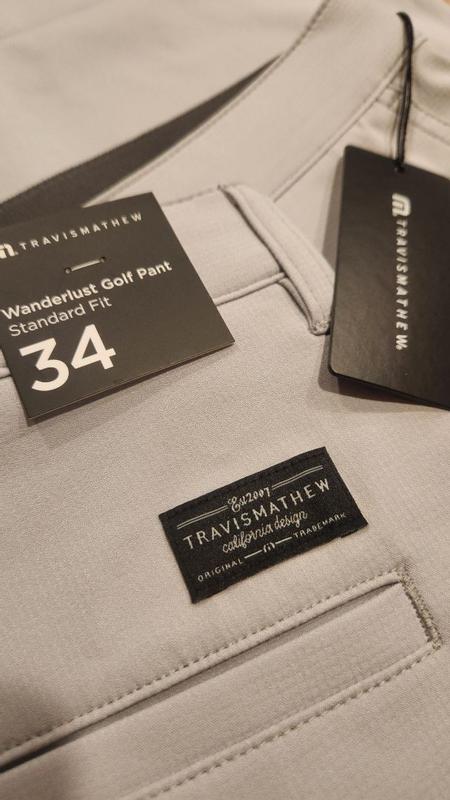 TRAVISMATHEW
Wanderlust Golf Pant
Standard Fit
34
TRAVISMATHEW
Est 2007
TRAVISMATHEW
california design
ORIGINAL TRADEMARK